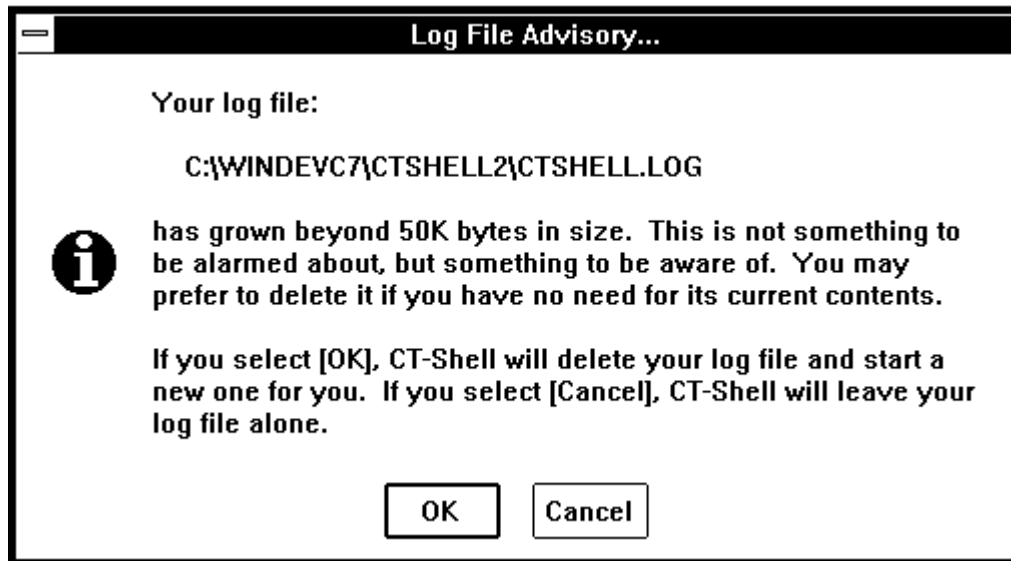 Log File Advisory...
Your log file:
C:\WINDEVC7\CTSHELL2\CTSHELL.LOG
has grown beyond 50K bytes in size.  This is not something to
be alarmed about, but something to be aware of.  You may
prefer to delete it if you have no need for its current contents.
If you select [OK], CT-Shell will delete your log file and start a
new one for you.  If you select [Cancel], CT-Shell will leave your
log file alone.
OK
Cancel